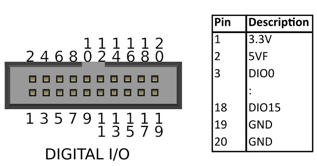 1 1 1 1 1 2
2 4 6 8 0 2 4 6 8 0
1 3 5 7 9 1 1 1 1 1
1 3 5 7 9
DIGITAL I/O
Pin Description
1 3.3V
2 5VF
3 DIO0
:
18 DIO15
19 GND
20 GND